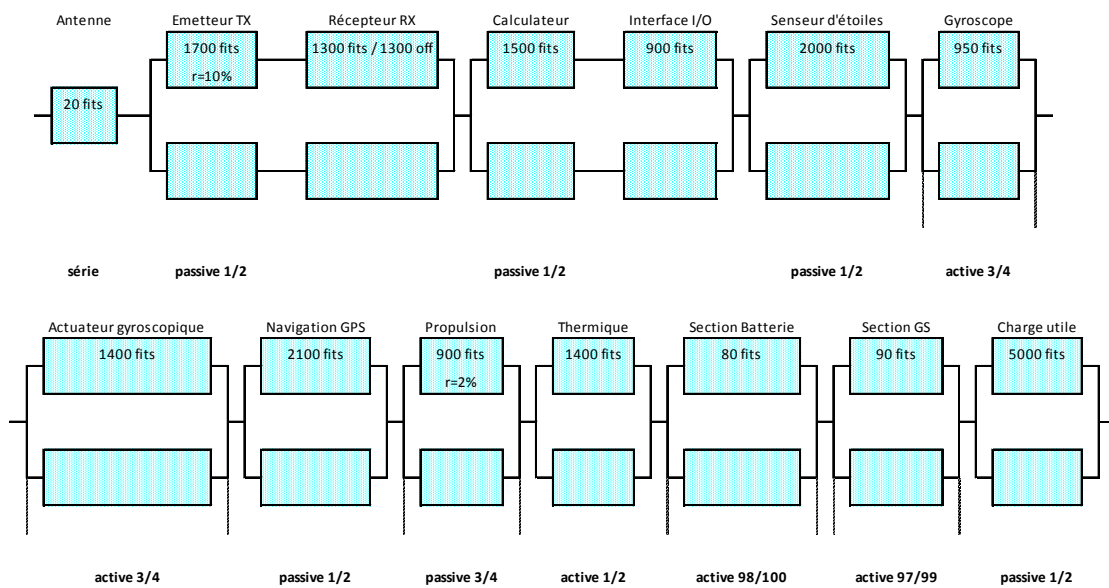 Antenne Emetteur TX Récepteur RX Calculateur Interface I/O Senseur d'étoiles Gyroscope
1700 fits 1300 fits / 1300 off 1500 fits 900 fits 2000 fits 950 fits
r=10%
20 fits
série passive 1/2 passive 1/2 passive 1/2 active 3/4
Actuateur gyroscopique Navigation GPS Propulsion Thermique Section Batterie Section GS Charge utile
1400 fits 2100 fits 900 fits 1400 fits 80 fits 90 fits 5000 fits
r=2%
active 3/4 passive 1/2 passive 3/4 active 1/2 active 98/100 active 97/99 passive 1/2